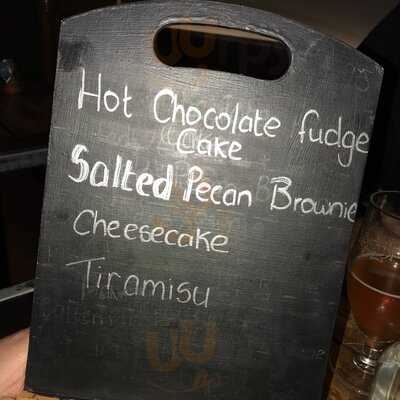 Hot Chocolate fudge
Cake
Salted Pecan Brownie
Cheesecake
Tiramisu